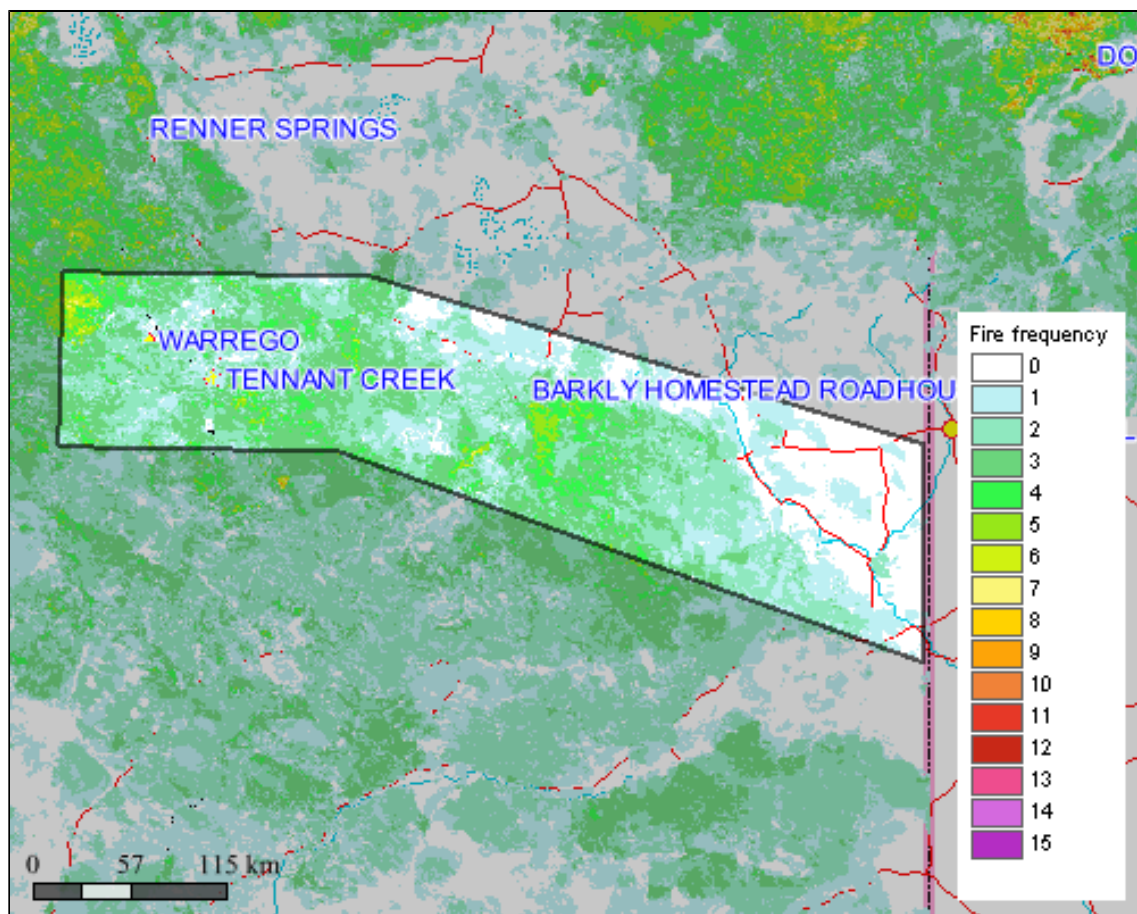 DO
RENNER SPRINGS
WARREGO
TENNANT CREEK
BARKLY HOMESTEAD ROADHOU
Fire frequency
0
1
2
3
4
5
6
7
8
9
10
11
12
13
14
15
0 57 115 km